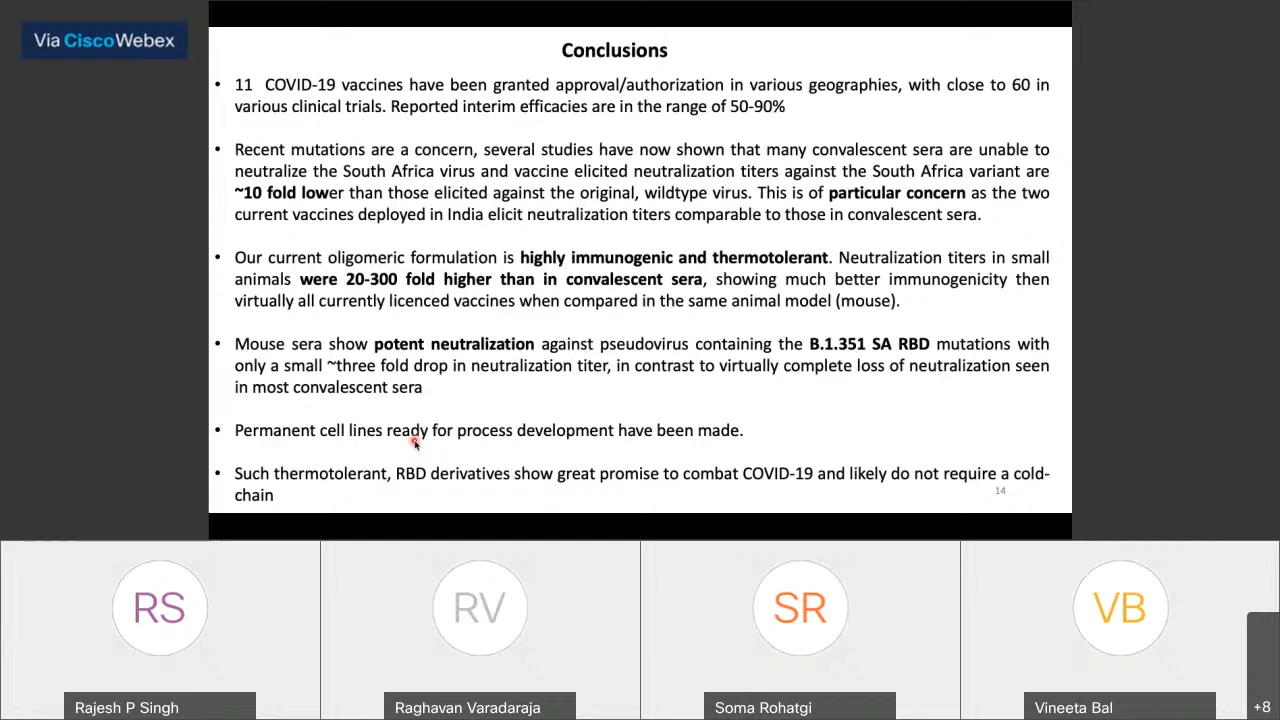 Via Cisco Webex
Conclusions
• 11 COVID-19 vaccines have been granted approval/authorization in various geographies, with close to 60 in
various clinical trials. Reported interim efficacies are in the range of 50-90%
• Recent mutations are a concern, several studies have now shown that many convalescent sera are unable to
neutralize the South Africa virus and vaccine elicited neutralization titers against the South Africa variant are
~10 fold lower than those elicited against the original, wildtype virus. This is of particular concern as the two
current vaccines deployed in India elicit neutralization titers comparable to those in convalescent sera.
• Our current oligomeric formulation is highly immunogenic and thermotolerant. Neutralization titers in small
animals were 20-300 fold higher than in convalescent sera, showing much better immunogenicity then
virtually all currently licenced vaccines when compared in the same animal model (mouse).
• Mouse sera show potent neutralization against pseudovirus containing the B.1.351 SA RBD mutations with
only a small ~three fold drop in neutralization titer, in contrast to virtually complete loss of neutralization seen
in most convalescent sera
• Permanent cell lines ready for process development have been made.
• Such thermotolerant, RBD derivatives show great promise to combat COVID-19 and likely do not require a cold-
chain
14
RS
RV
SR
VB
Rajesh P Singh
Raghavan Varadaraja
Soma Rohatgi
Vineeta Bal
+8